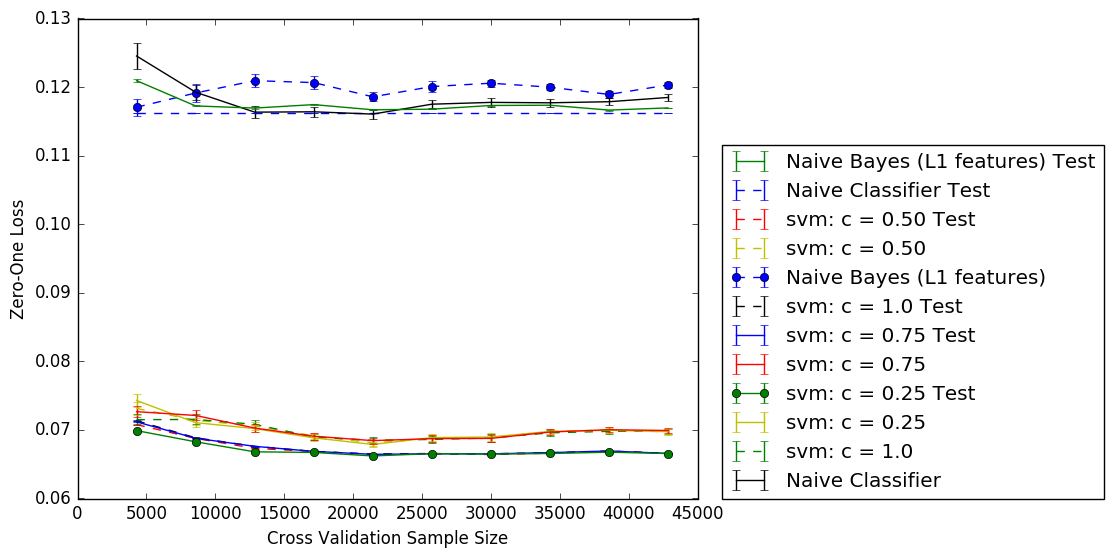 0.13
0.12
0.11
0.10
0.09
0.08
0.07
0.06
Zero-One Loss
0 5000 10000 15000 20000 25000 30000 35000 40000 45000
Cross Validation Sample Size
Naive Bayes (L1 features) Test
Naive Classifier Test
svm: c = 0.50 Test
svm: c = 0.50
Naive Bayes (L1 features)
svm: c = 1.0 Test
svm: c = 0.75 Test
svm: c = 0.75
svm: c = 0.25 Test
svm: c = 0.25
svm: c = 1.0
Naive Classifier